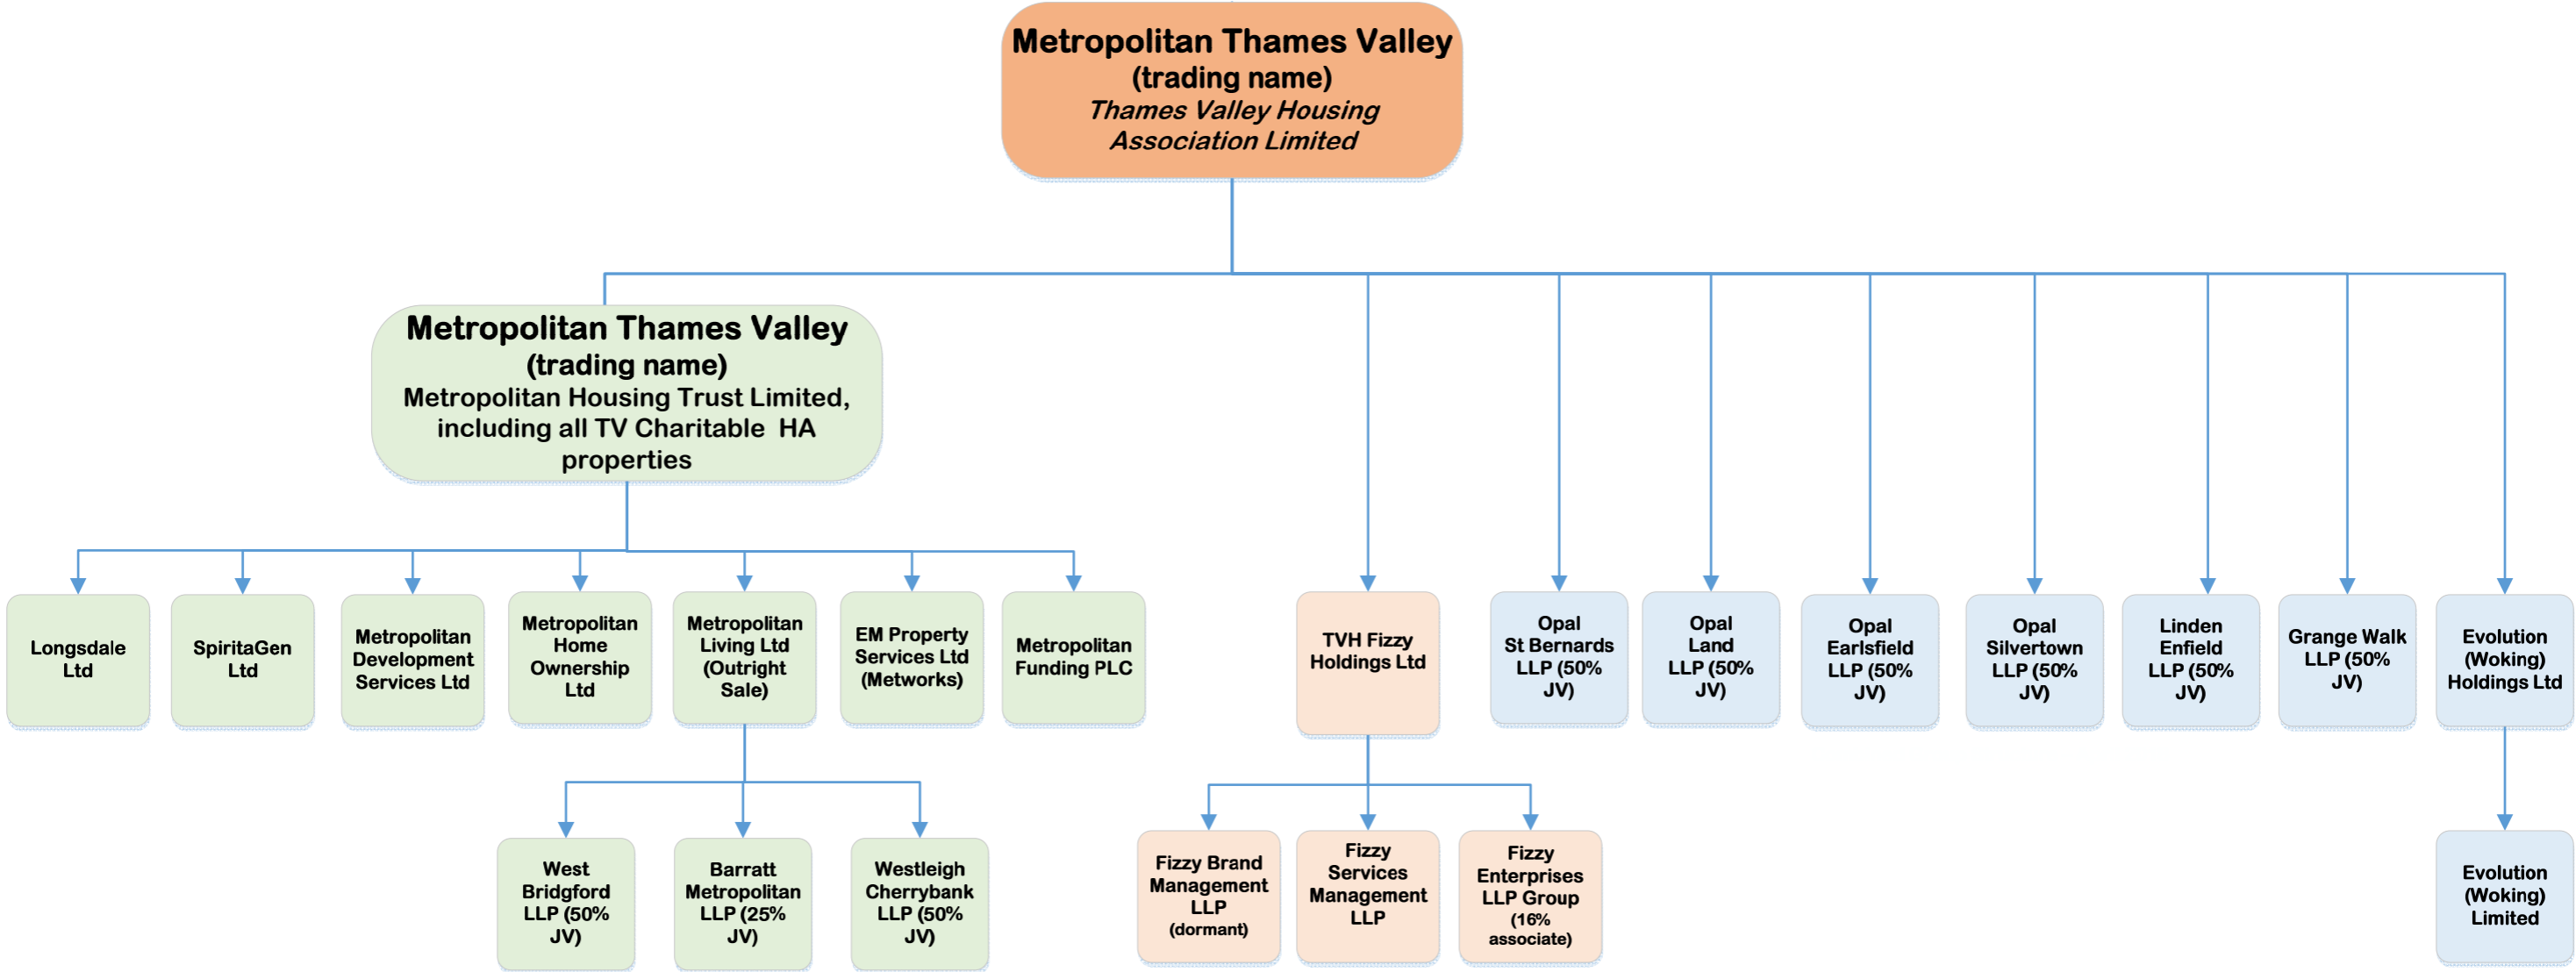 Metropolitan Thames Valley
(trading name)
Thames Valley Housing
Association Limited
Metropolitan Thames Valley
(trading name)
Metropolitan Housing Trust Limited,
including all TV Charitable HA
properties
Longsdale
Ltd
SpiritaGen
Ltd
Metropolitan
Development
Services Ltd
Metropolitan
Home
Ownership
Ltd
Metropolitan
Living Ltd
(Outright
Sale)
EM Property
Services Ltd
(Metworks)
Metropolitan
Funding PLC
TVH Fizzy
Holdings Ltd
Opal
St Bernards
LLP (50%
JV)
Opal
Land
LLP (50%
JV)
Opal
Earlsfield
LLP (50%
JV)
Opal
Silvertown
LLP (50%
JV)
Linden
Enfield
LLP (50%
JV)
Grange Walk
LLP (50%
JV)
Evolution
(Woking)
Holdings Ltd
West
Bridgford
LLP (50%
JV)
Barratt
Metropolitan
LLP (25%
JV)
Westleigh
Cherrybank
LLP (50%
JV)
Fizzy Brand
Management
LLP
(dormant)
Fizzy
Services
Management
LLP
Fizzy
Enterprises
LLP Group
(16%
associate)
Evolution
(Woking)
Limited